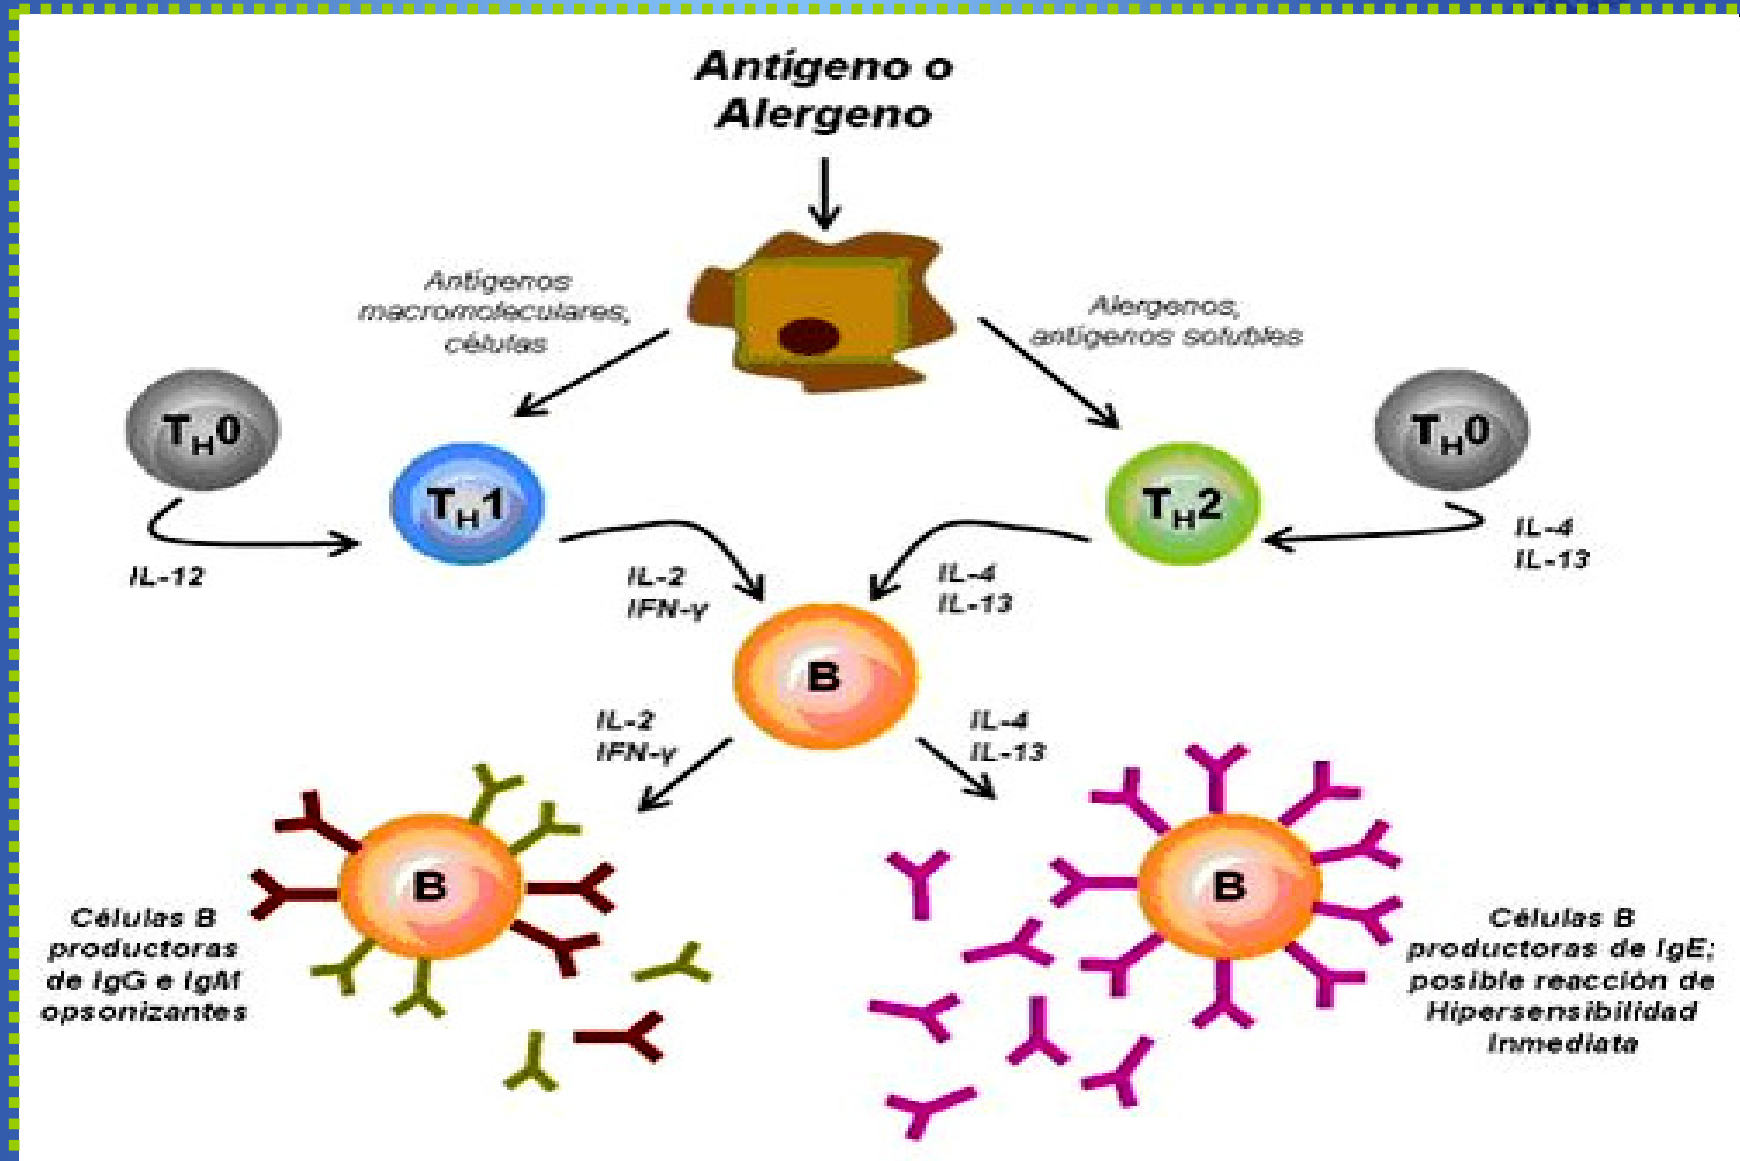 Antígeno o
Alergeno
Antígenos
macromoleculares,
células
Alergenos,
antígenos solubles
TH0
TH0
TH1
TH2
IL-12
IL-4
IL-13
IL-2
IFN-γ
IL-4
IL-13
B
IL-2
IFN-γ
IL-4
IL-13
B
B
Células B
productoras
de IgG e IgM
opsonizantes
Células B
productoras de IgE;
posible reacción de
Hipersensibilidad
Inmediata